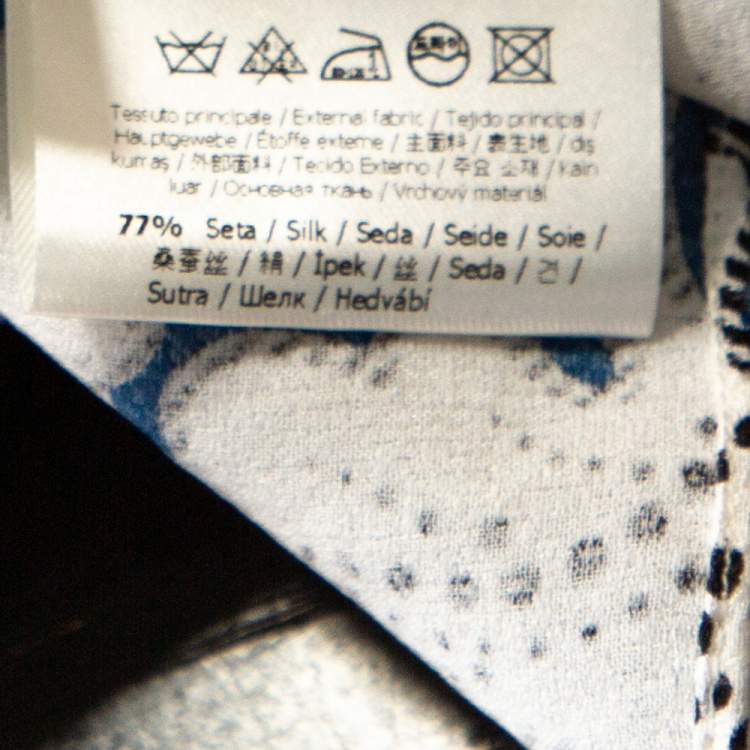 Tessuto principale / External fabric / Tejido principal /
Hauptgewebe / Étoffe externe / 主面料 / 表生地 / dış
kumaş / 外部面料 / Tecido Externo / 주요 소재 / Kain
luar / Основная ткань / Vrchový materiál
77% Seta / Silk / Seda / Seide / Soie /
桑蚕丝 / 絹 / İpek / 丝 / Seda / 견 /
Sutra / Шелк / Hedvábí